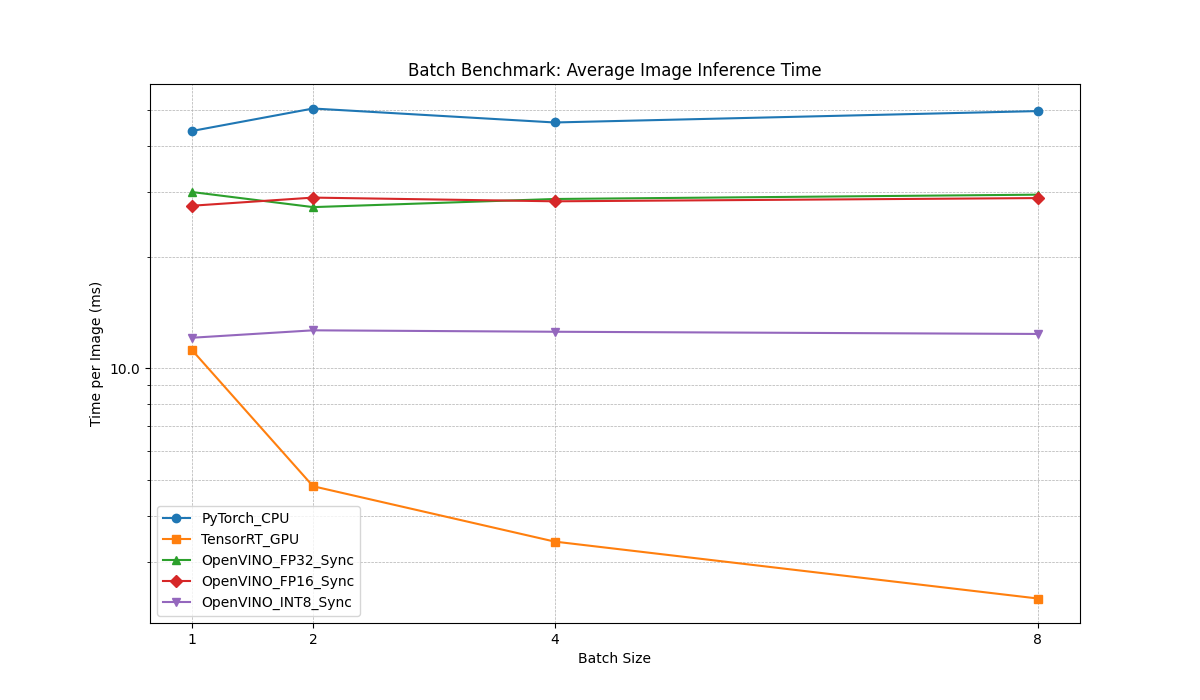 Batch Benchmark: Average Image Inference Time
Time per Image (ms)
10.0
PyTorch_CPU
TensorRT_GPU
OpenVINO_FP32_Sync
OpenVINO_FP16_Sync
OpenVINO_INT8_Sync
1 2 4 8
Batch Size